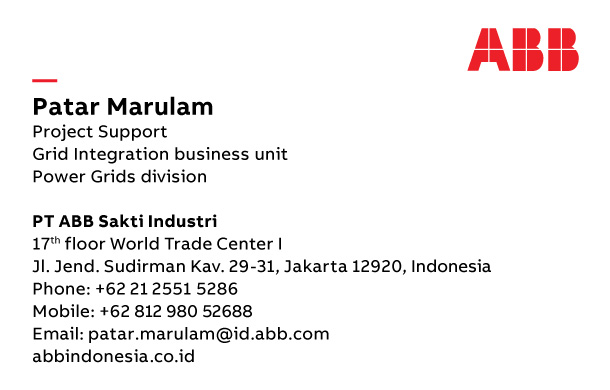 ABB
Patar Marulam
Project Support
Grid Integration business unit
Power Grids division
PT ABB Sakti Industri
17th floor World Trade Center I
Jl. Jend. Sudirman Kav. 29-31, Jakarta 12920, Indonesia
Phone: +62 21 2551 5286
Mobile: +62 812 980 52688
Email: patar.marulam@id.abb.com
abbindonesia.co.id